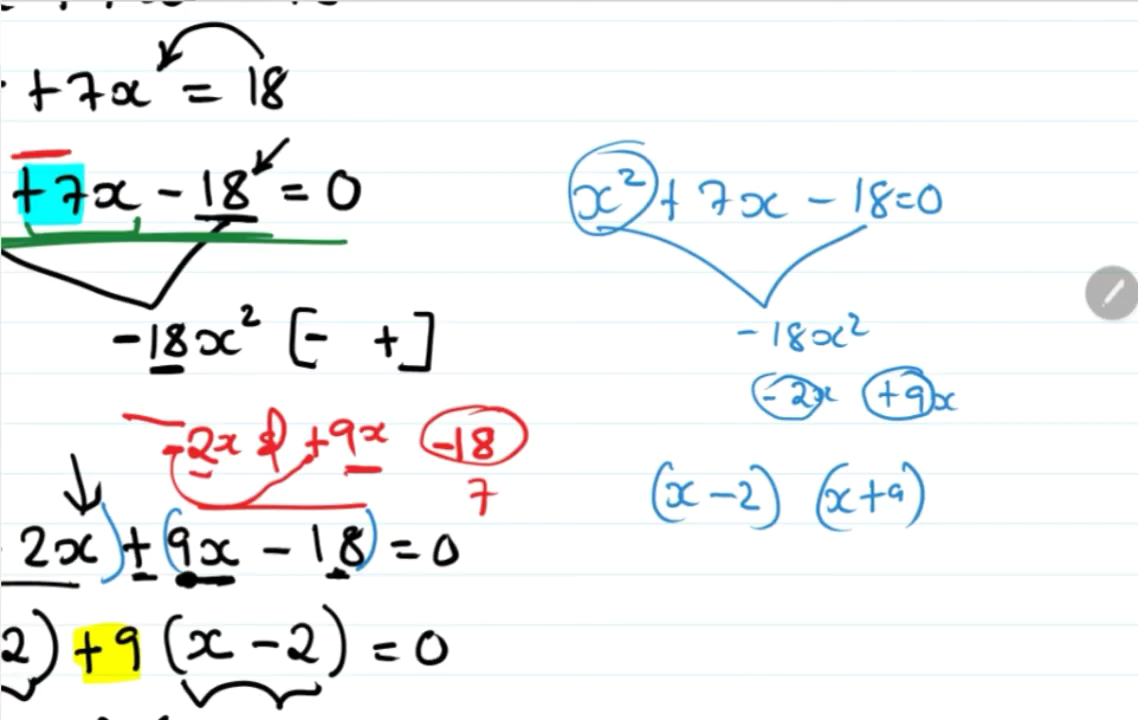 +7x = 18
+7x - 18 = 0
-18x² [- +]
-2x & +9x -18
7
2x) + (9x - 18) = 0
2) +9 (x - 2) = 0
x² + 7x - 18=0
-18x²
-2x +9x
(x-2) (x+9)